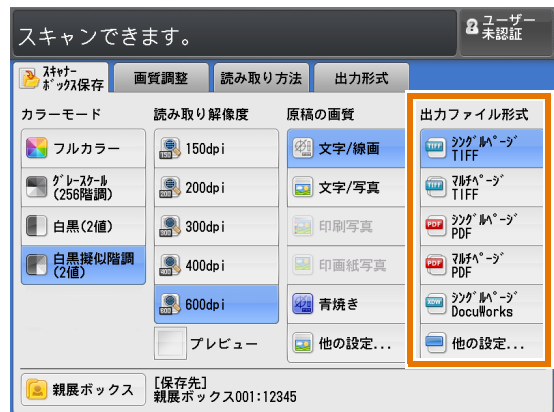 スキャンできます。
ユーザー
未認証
スキャナー
ボックス保存
画質調整
読み取り方法
出力形式
カラーモード
フルカラー
グレースケール
(256階調)
白黒(2値)
白黒擬似階調
(2値)
読み取り解像度
150dpi
200dpi
300dpi
400dpi
600dpi
プレビュー
原稿の画質
文字/線画
文字/写真
印刷写真
印画紙写真
青焼き
他の設定...
出力ファイル形式
シングルページ
TIFF
マルチページ
TIFF
シングルページ
PDF
マルチページ
PDF
シングルページ
DocuWorks
他の設定...
親展ボックス
[保存先]
親展ボックス001:12345